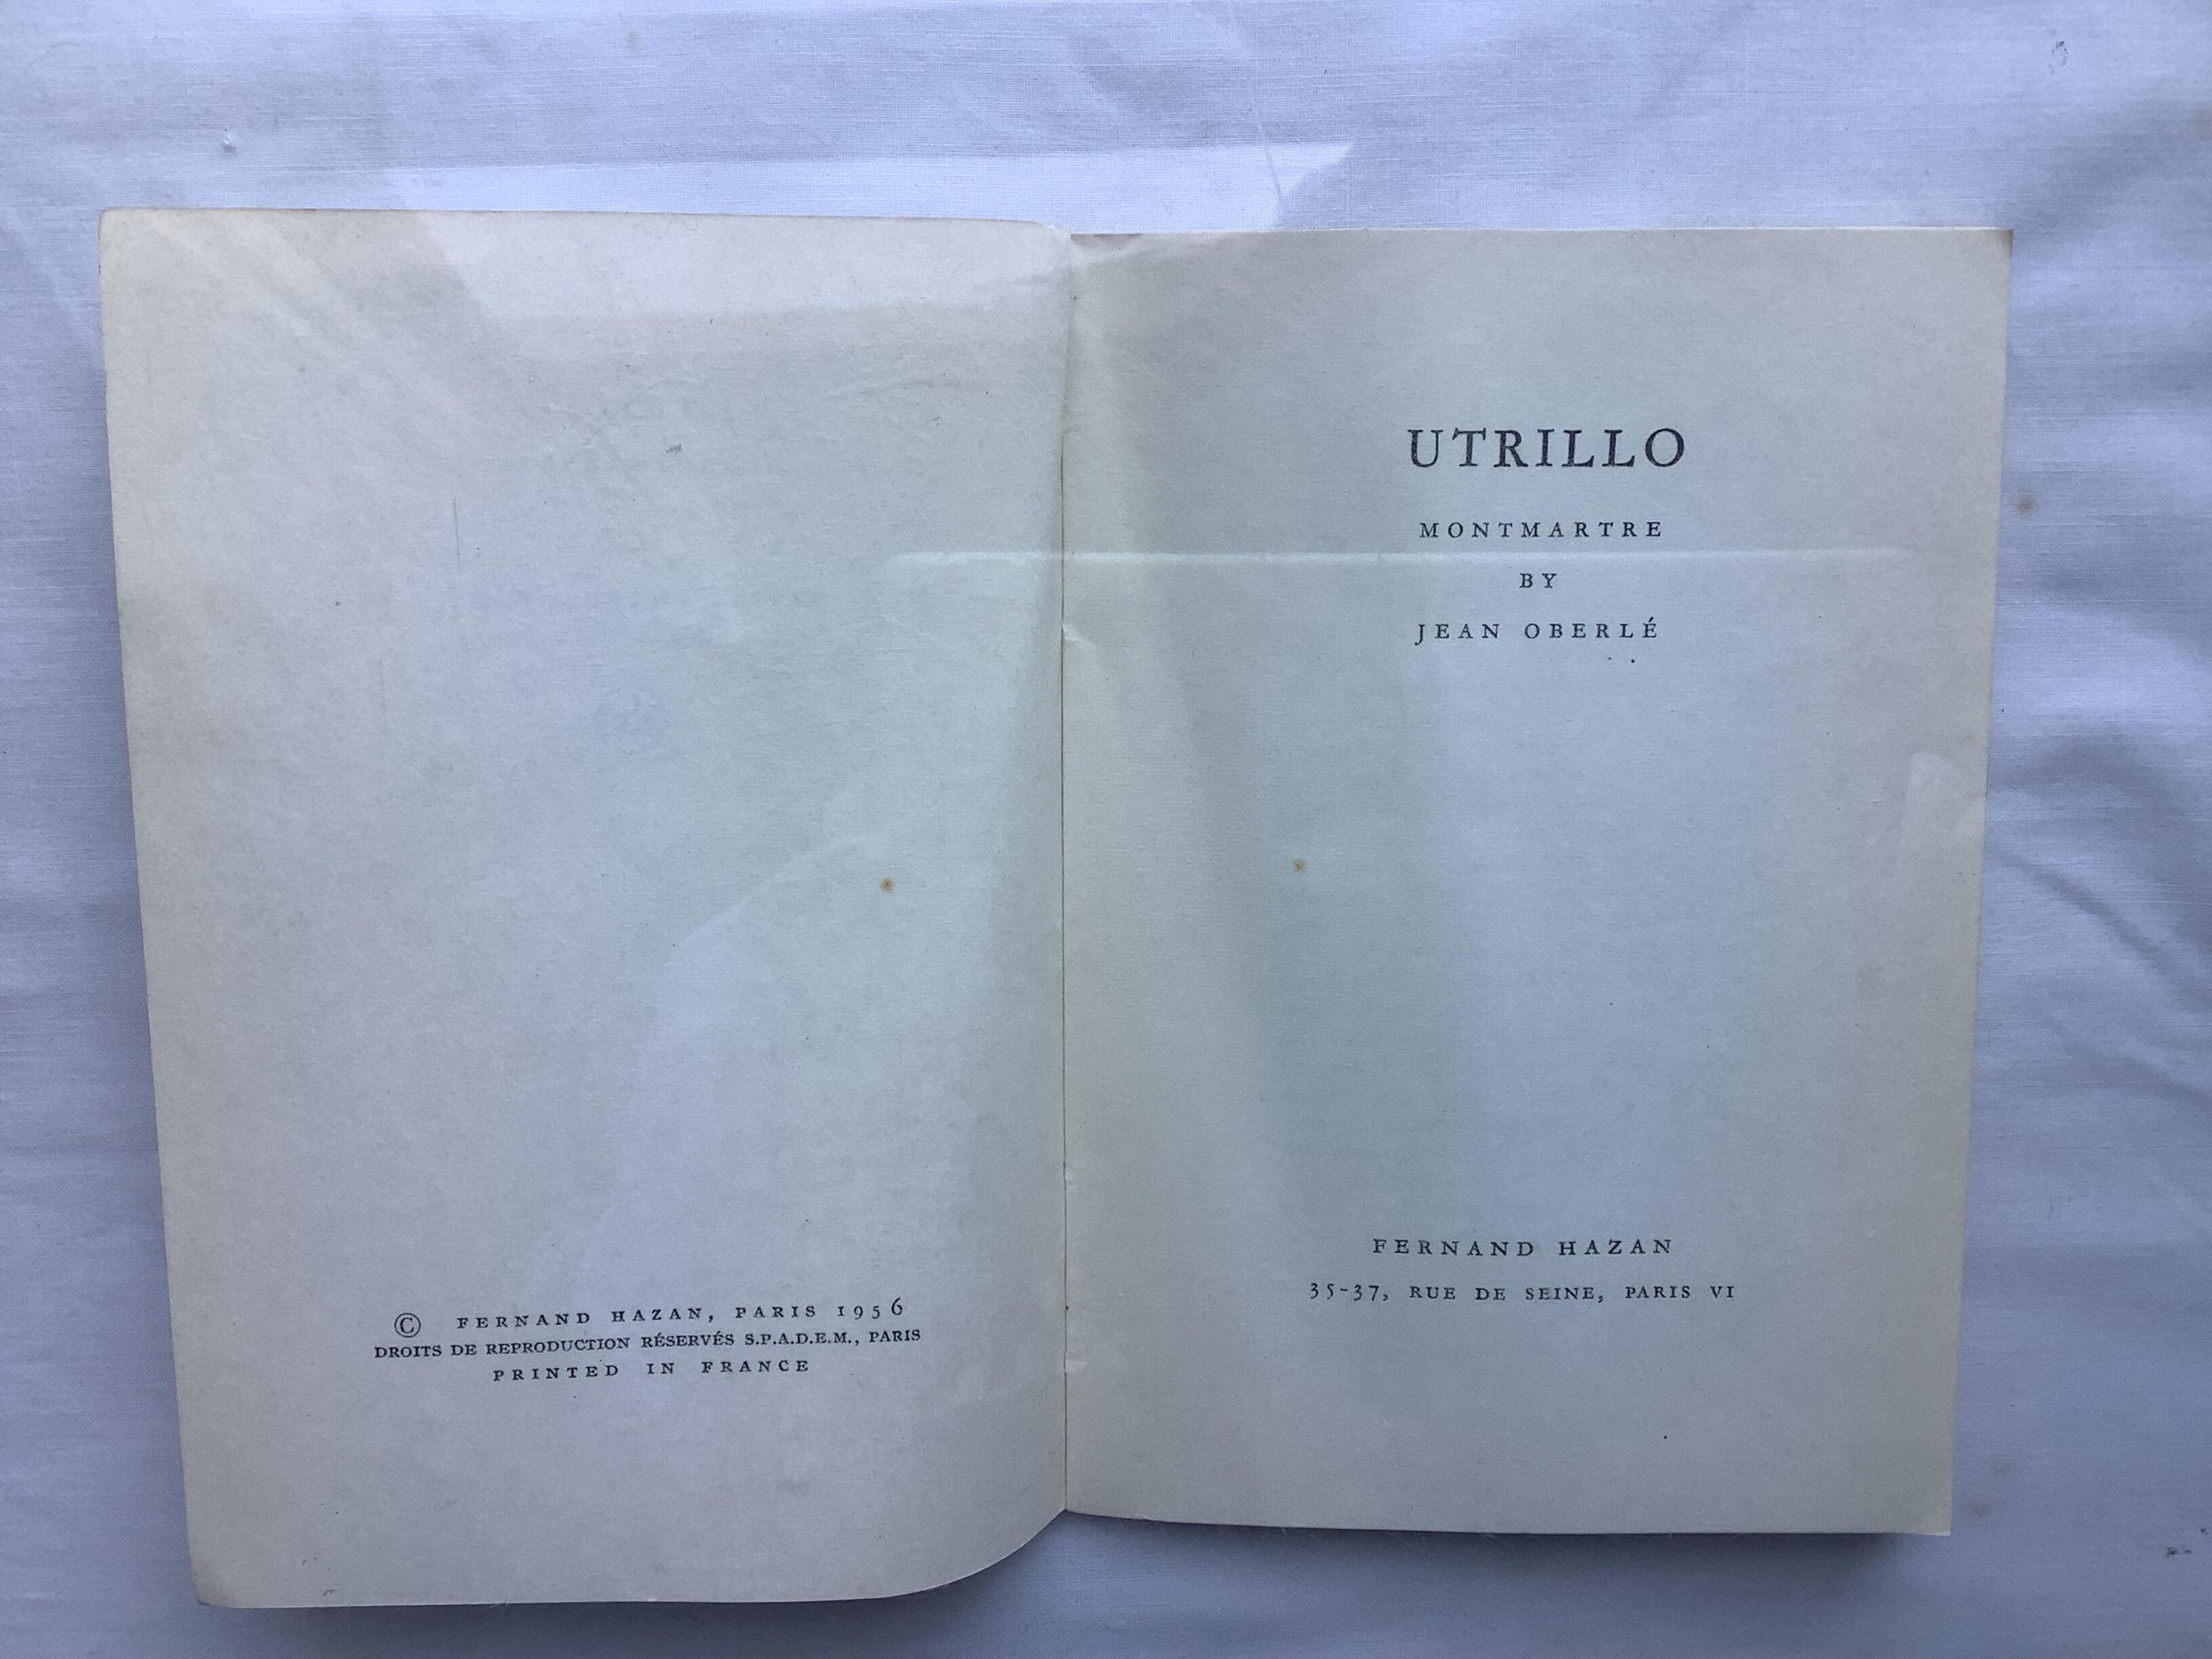 © FERNAND HAZAN, PARIS 1956
DROITS DE REPRODUCTION RÉSERVÉS S.P.A.D.E.M., PARIS
PRINTED IN FRANCE
UTRILLO
MONTMARTRE
BY
JEAN OBERLÉ
FERNAND HAZAN
35-37, RUE DE SEINE, PARIS VI